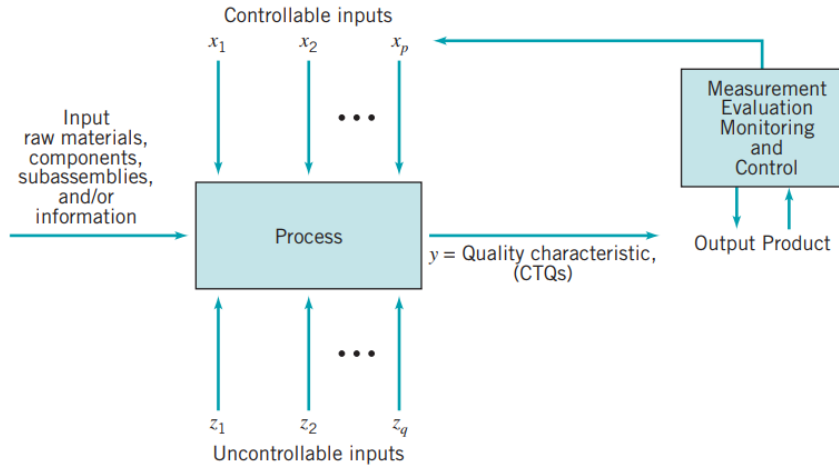 Controllable inputs
x1 x2 xp
Measurement
Evaluation
Monitoring
and
Control
Input
raw materials,
components,
subassemblies,
and/or
information
Process
Output Product
y = Quality characteristic,
(CTQs)
z1 z2 zq
Uncontrollable inputs